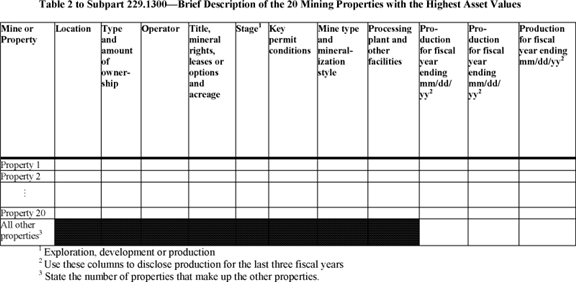 Table 2 to Subpart 229.1300—Brief Description of the 20 Mining Properties with the Highest Asset Values
Mine or
Property
Location
Type
and
amount
of
owner-
ship
Operator
Title,
mineral
rights,
leases or
options
and
acreage
Stage¹
Key
permit
conditions
Mine type
and
mineral-
ization
style
Processing
plant and
other
facilities
Pro-
duction
for fiscal
year
ending
mm/dd/
yy²
Pro-
duction
for fiscal
year
ending
mm/dd/
yy²
Production
for fiscal
year ending
mm/dd/yy²
Property 1
Property 2
⋮
Property 20
All other
properties³
¹ Exploration, development or production
² Use these columns to disclose production for the last three fiscal years
³ State the number of properties that make up the other properties.